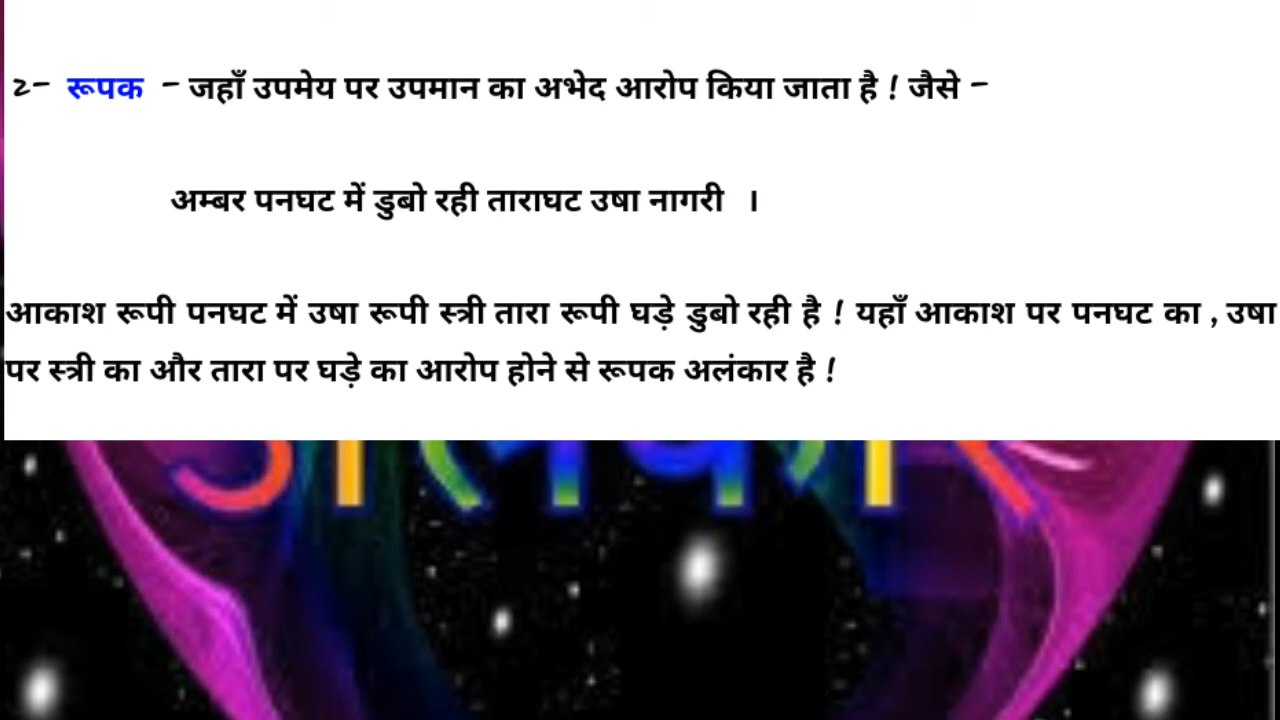 २- रूपक - जहाँ उपमेय पर उपमान का अभेद आरोप किया जाता है ! जैसे -
अम्बर पनघट में डुबो रही ताराघट उषा नागरी ।
आकाश रूपी पनघट में उषा रूपी स्त्री तारा रूपी घड़े डुबो रही है ! यहाँ आकाश पर पनघट का , उषा
पर स्त्री का और तारा पर घड़े का आरोप होने से रूपक अलंकार है !